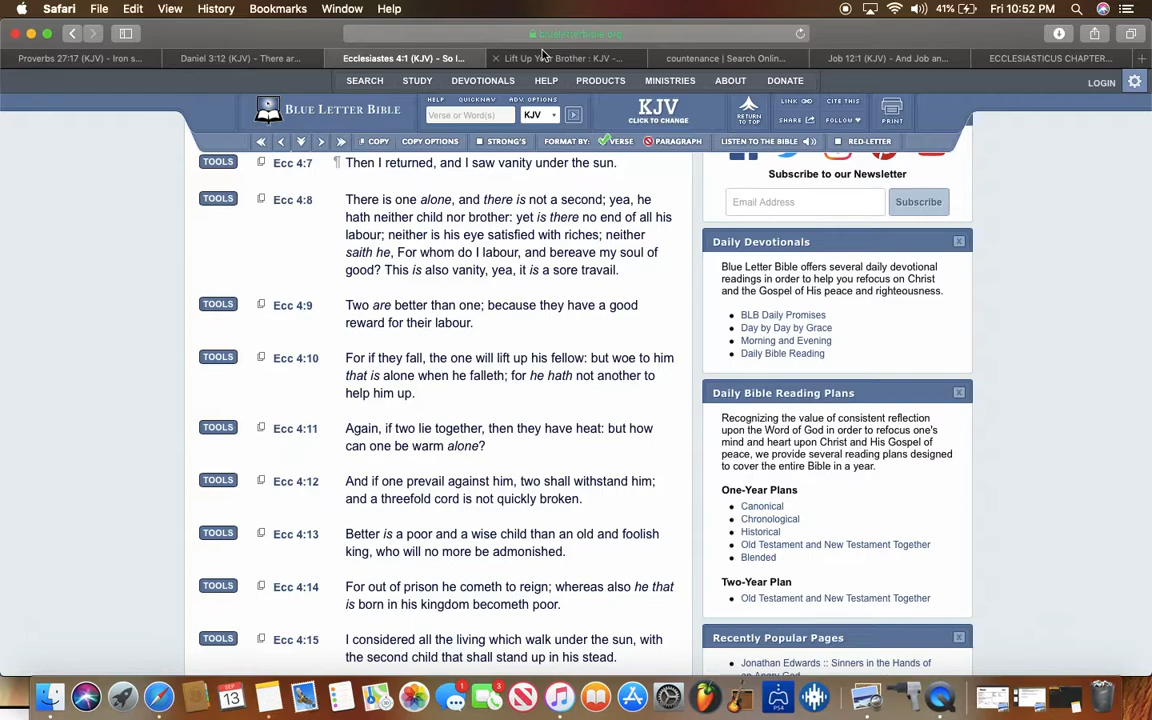 Safari File Edit View History Bookmarks Window Help 41% Fri 10:52 PM
blueletterbible.org
Proverbs 27:17 (KJV) - Iron s... Daniel 3:12 (KJV) - There ar... Ecclesiastes 4:1 (KJV) - So I... Lift Up Brother : KJV -... countenance | Search Onlin... Job 12:1 (KJV) - And Job an... ECCLESIASTICUS CHAPTER...
SEARCH STUDY DEVOTIONALS HELP PRODUCTS MINISTRIES ABOUT DONATE LOGIN
BLUE LETTER BIBLE
HELP QUICKNAV ADV. OPTIONS
Verse or Word(s) KJV
KJV
CLICK TO CHANGE
RETURN
TO TOP
LINK CITE THIS
SHARE FOLLOW
PRINT
COPY COPY OPTIONS STRONG'S FORMAT BY: VERSE PARAGRAPH LISTEN TO THE BIBLE RED-LETTER
TOOLS Ecc 4:7 ¶ Then I returned, and I saw vanity under the sun.
TOOLS Ecc 4:8 There is one alone, and there is not a second; yea, he
hath neither child nor brother: yet is there no end of all his
labour; neither is his eye satisfied with riches; neither
saith he, For whom do I labour, and bereave my soul of
good? This is also vanity, yea, it is a sore travail.
TOOLS Ecc 4:9 Two are better than one; because they have a good
reward for their labour.
TOOLS Ecc 4:10 For if they fall, the one will lift up his fellow: but woe to him
that is alone when he falleth; for he hath not another to
help him up.
TOOLS Ecc 4:11 Again, if two lie together, then they have heat: but how
can one be warm alone?
TOOLS Ecc 4:12 And if one prevail against him, two shall withstand him;
and a threefold cord is not quickly broken.
TOOLS Ecc 4:13 Better is a poor and a wise child than an old and foolish
king, who will no more be admonished.
TOOLS Ecc 4:14 For out of prison he cometh to reign; whereas also he that
is born in his kingdom becometh poor.
TOOLS Ecc 4:15 I considered all the living which walk under the sun, with
the second child that shall stand up in his stead.
Subscribe to our Newsletter
Email Address Subscribe
Daily Devotionals
Blue Letter Bible offers several daily devotional
readings in order to help you refocus on Christ
and the Gospel of His peace and righteousness.
BLB Daily Promises
Day by Day by Grace
Morning and Evening
Daily Bible Reading
Daily Bible Reading Plans
Recognizing the value of consistent reflection
upon the Word of God in order to refocus one's
mind and heart upon Christ and His Gospel of
peace, we provide several reading plans designed
to cover the entire Bible in a year.
One-Year Plans
Canonical
Chronological
Historical
Old Testament and New Testament Together
Blended
Two-Year Plan
Old Testament and New Testament Together
Recently Popular Pages
Jonathan Edwards :: Sinners in the Hands of
an Angry God
SEP
13
1
3
PS4